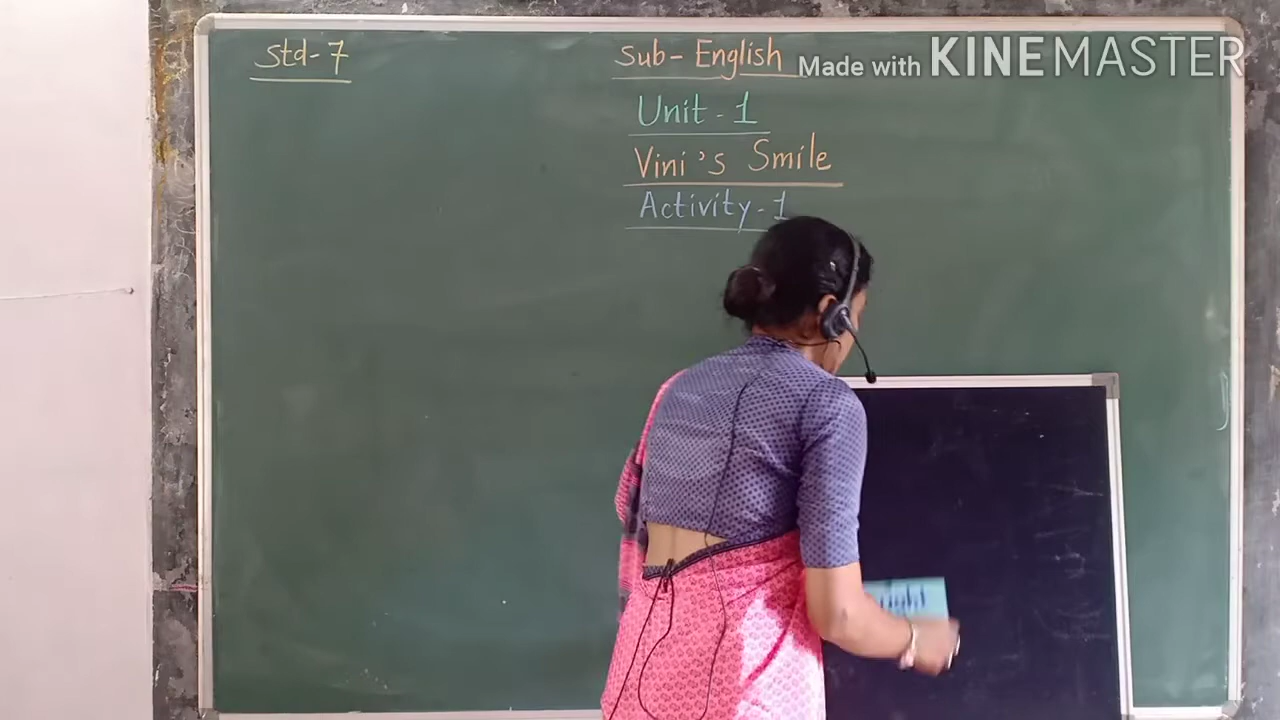 Std-7
Sub-English
Made with KINEMASTER
Unit-1
Vini's Smile
Activity-1